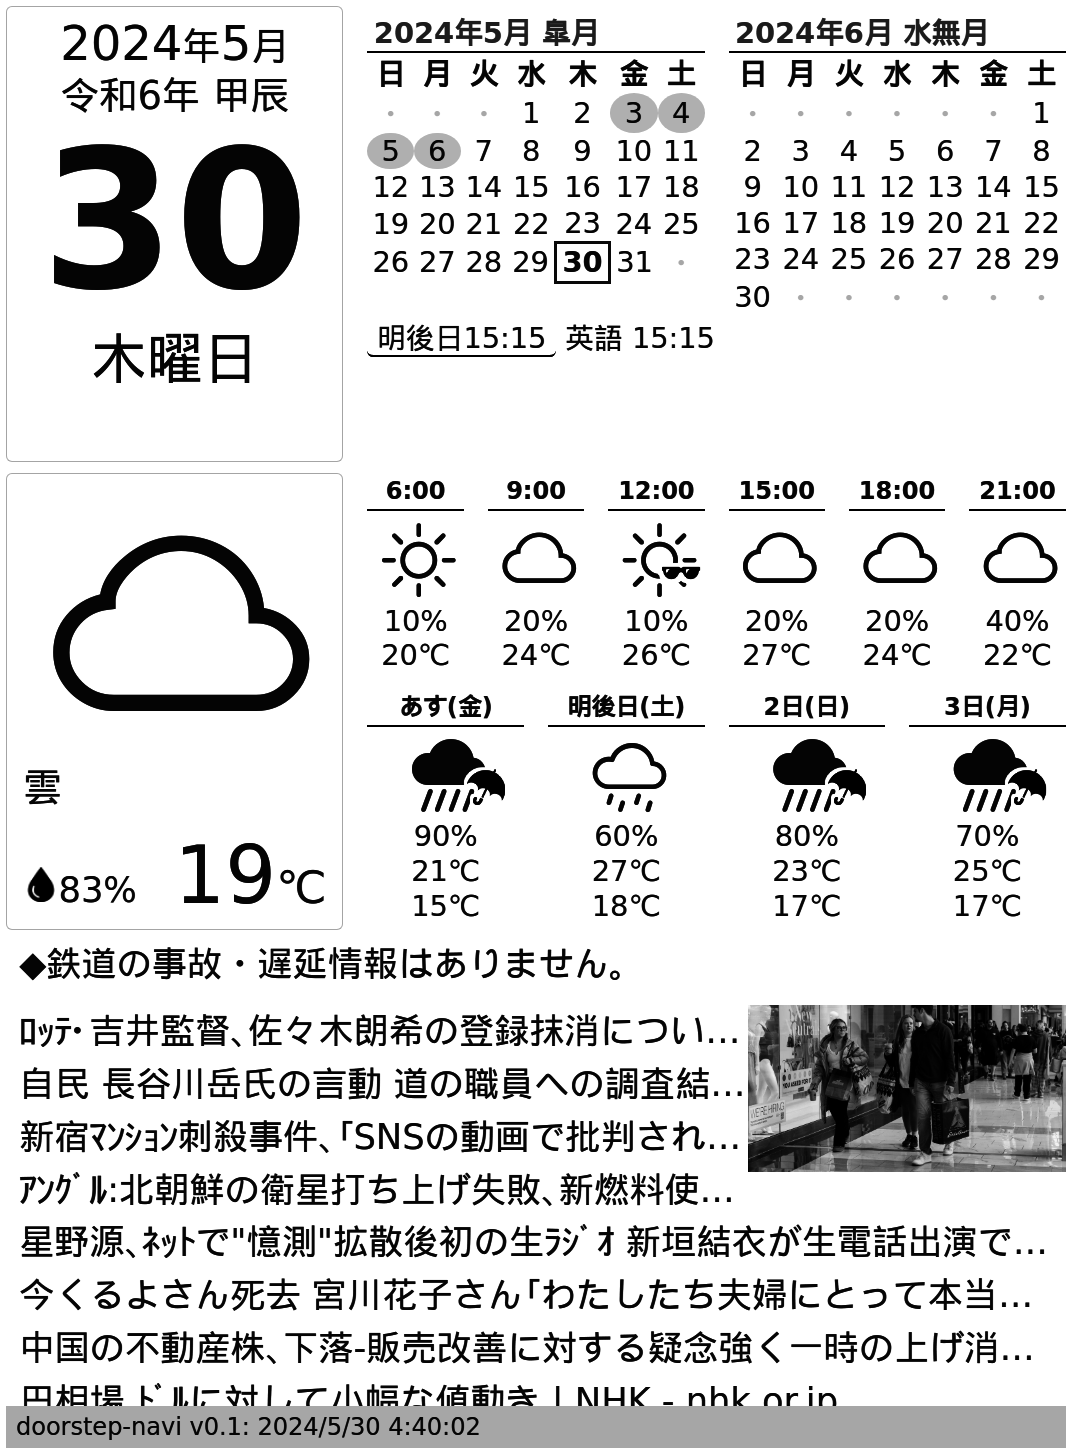 2024年5月
令和6年 甲辰
30
木曜日
2024年5月 皐月
日 月 火 水 木 金 土
・ ・ ・ 1 2 3 4
5 6 7 8 9 10 11
12 13 14 15 16 17 18
19 20 21 22 23 24 25
26 27 28 29 30 31 ・
2024年6月 水無月
日 月 火 水 木 金 土
・ ・ ・ ・ ・ ・ 1
2 3 4 5 6 7 8
9 10 11 12 13 14 15
16 17 18 19 20 21 22
23 24 25 26 27 28 29
30 ・ ・ ・ ・ ・ ・
明後日15:15 英語 15:15
雲
83% 19℃
6:00 9:00 12:00 15:00 18:00 21:00
10% 20% 10% 20% 20% 40%
20℃ 24℃ 26℃ 27℃ 24℃ 22℃
あす(金) 明後日(土) 2日(日) 3日(月)
90% 60% 80% 70%
21℃ 27℃ 23℃ 25℃
15℃ 18℃ 17℃ 17℃
◆鉄道の事故・遅延情報はありません。
ﾛｯﾃ･吉井監督､佐々木朗希の登録抹消につい…
自民 長谷川岳氏の言動 道の職員への調査結…
新宿ﾏﾝｼｮﾝ刺殺事件､｢SNSの動画で批判され…
ｱﾝｸﾞﾙ:北朝鮮の衛星打ち上げ失敗､新燃料使…
星野源､ﾈｯﾄで"憶測"拡散後初の生ﾗｼﾞｵ 新垣結衣が生電話出演で…
今くるよさん死去 宮川花子さん｢わたしたち夫婦にとって本当…
中国の不動産株､下落-販売改善に対する疑念強く一時の上げ消…
円相場 ﾄﾞﾙに対して小幅な値動き | NHK - nhk.or.jp
doorstep-navi v0.1: 2024/5/30 4:40:02